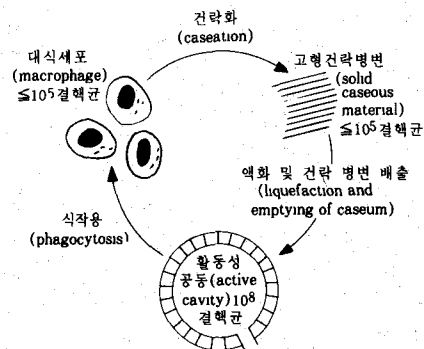 건락화
(caseation)
대식세포
(macrophage)
≦10⁵결핵균
고형건락병변
(solid
caseous
material)
≦10⁵결핵균
액화 및 건락 병변 배출
(liquefaction and
emptying of caseum)
식작용
(phagocytosis)
활동성
공동(active
cavity)10⁸
결핵균